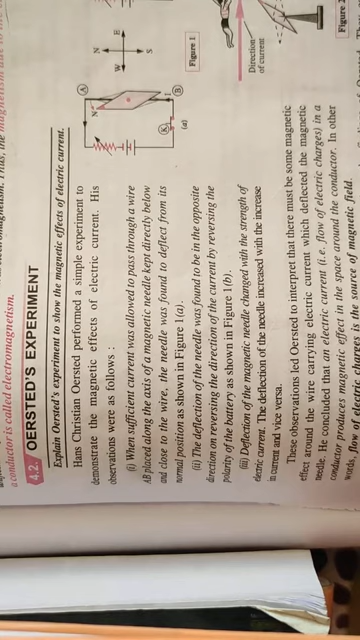 a conductor is called electromagnetism.
4.2. OERSTED'S EXPERIMENT
Explain Oersted's experiment to show the magnetic effects of electric current.
Hans Christian Oersted performed a simple experiment to
demonstrate the magnetic effects of electric current. His
observations were as follows :
(i) When sufficient current was allowed to pass through a wire
AB placed along the axis of a magnetic needle kept directly below
and close to the wire, the needle was found to deflect from its
normal position as shown in Figure 1(a).
(ii) The deflection of the needle was found to be in the opposite
direction on reversing the direction of the current by reversing the
polarity of the battery as shown in Figure 1(b).
(iii) Deflection of the magnetic needle changed with the strength of
electric current. The deflection of the needle increased with the increase
in current and vice versa.
These observations led Oersted to interpret that there must be some magnetic
effect around the wire carrying electric current which deflected the magnetic
needle. He concluded that an electric current (i.e. flow of electric charges) in a
conductor produces magnetic effect in the space around the conductor. In other
words, flow of electric charges is the source of magnetic field.
A
N
I
K
B
(a)
N
E
W
S
Figure 1
Direction
of current
Figure 2